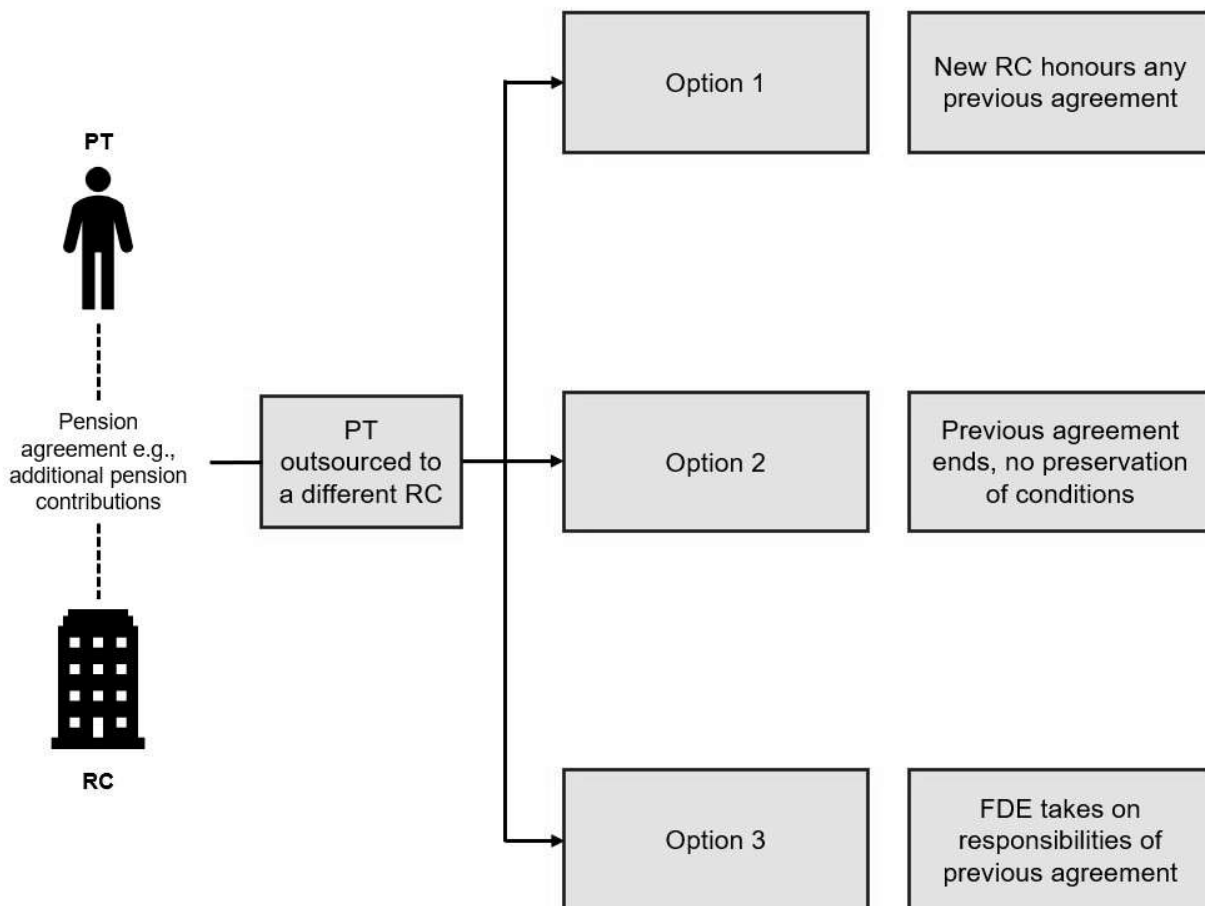 PT
Pension
agreement e.g.,
additional pension
contributions
RC
PT
outsourced to
a different RC
Option 1
New RC honours any
previous agreement
Option 2
Previous agreement
ends, no preservation
of conditions
Option 3
FDE takes on
responsibilities of
previous agreement